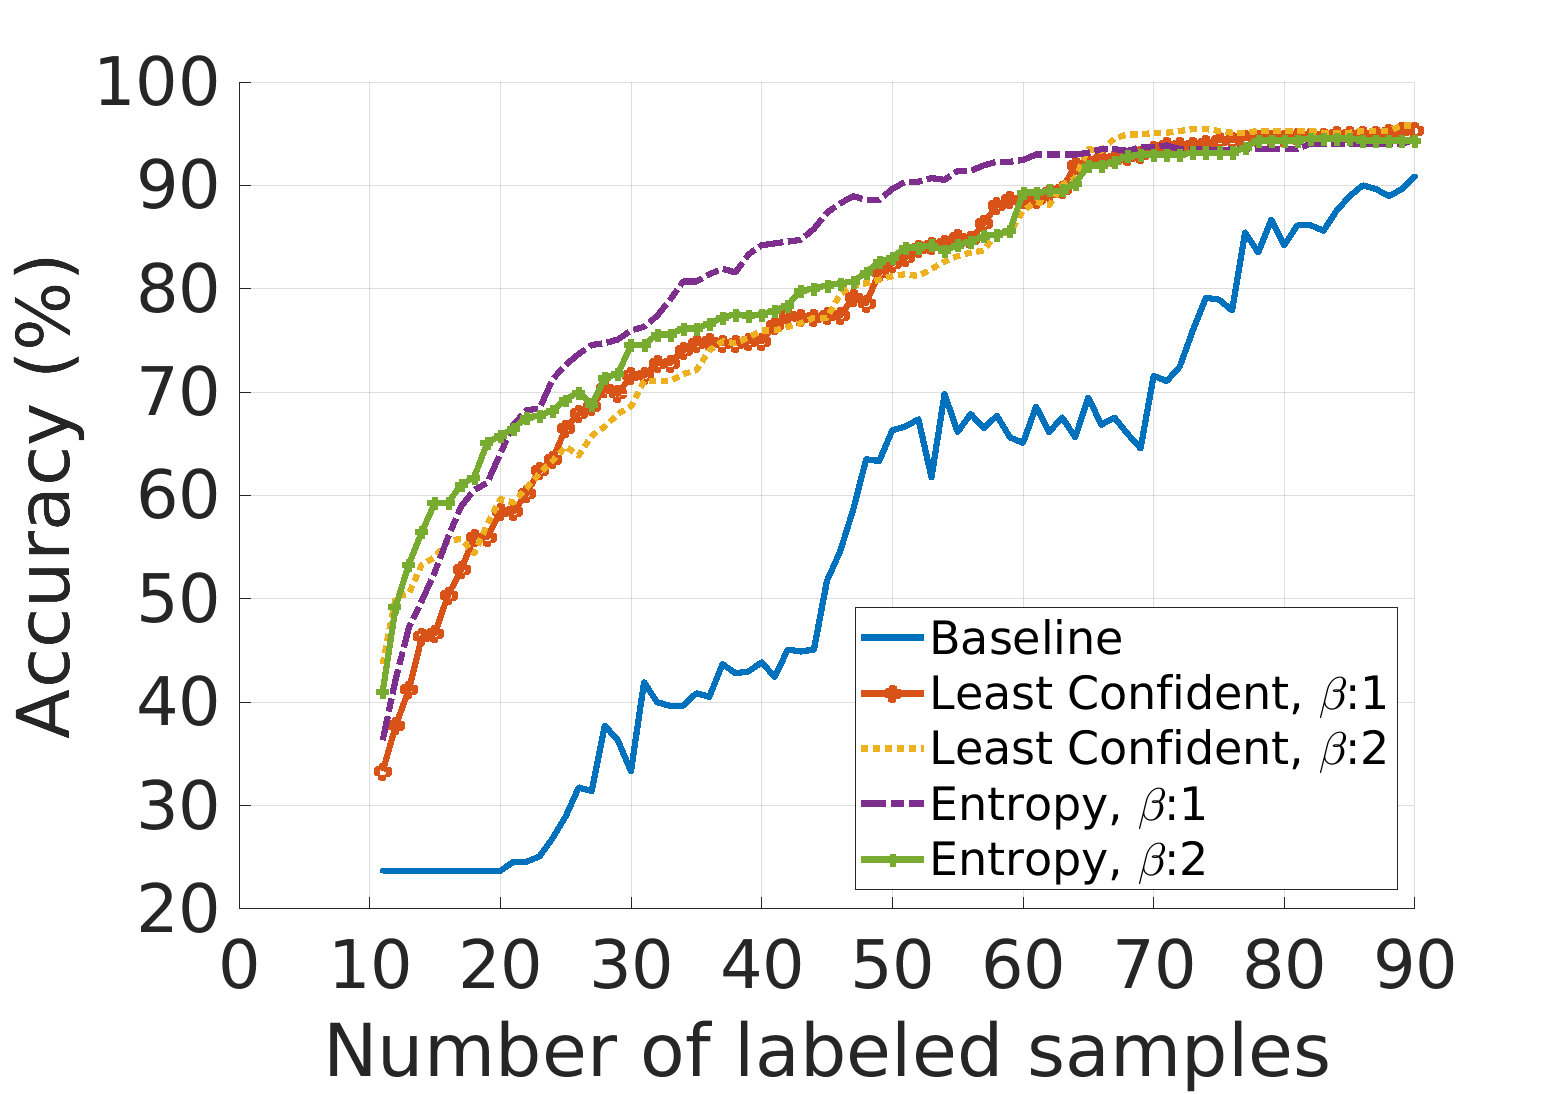 100
90
80
70
60
50
40
30
20
Accuracy (%)
Baseline
Least Confident, β:1
Least Confident, β:2
Entropy, β:1
Entropy, β:2
0 10 20 30 40 50 60 70 80 90
Number of labeled samples